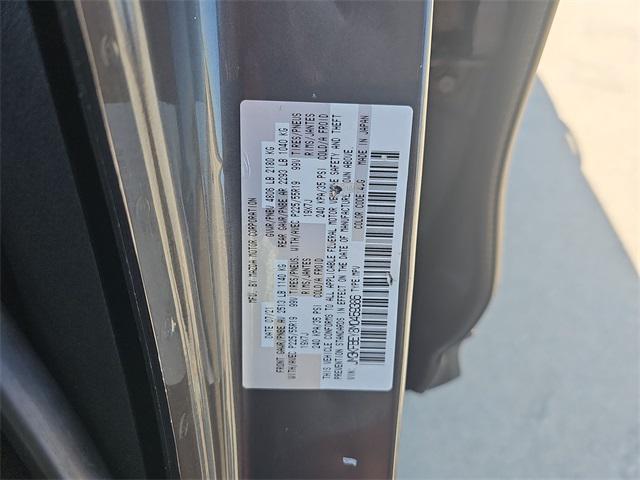 MFD.BY MAZDA MOTOR CORPORATION
DATE 07/21 GVWR/PNBV 4806 LB 2180 KG
FRONT GAWR/PNBE AV 2510 LB 1140 KG REAR GAWR/PNBE AR 2293 LB 1040 KG
WITH/AVEC P225/55R19 99V TIRES/PNEUS WITH/AVEC P225/55R19 99V TIRES/PNEUS
19X7J RIMS/JANTES 19X7J RIMS/JANTES
240 KPA/35 PSI COLD/A FROID 240 KPA/35 PSI COLD/A FROID
THIS VEHICLE CONFORMS TO ALL APPLICABLE FEDERAL MOTOR VEHICLE SAFETY AND THEFT
PREVENTION STANDARDS IN EFFECT ON THE DATE OF MANUFACTURE SHOWN ABOVE.
VIN: TYPE MPV COLOR CODE MADE IN JAPAN
H